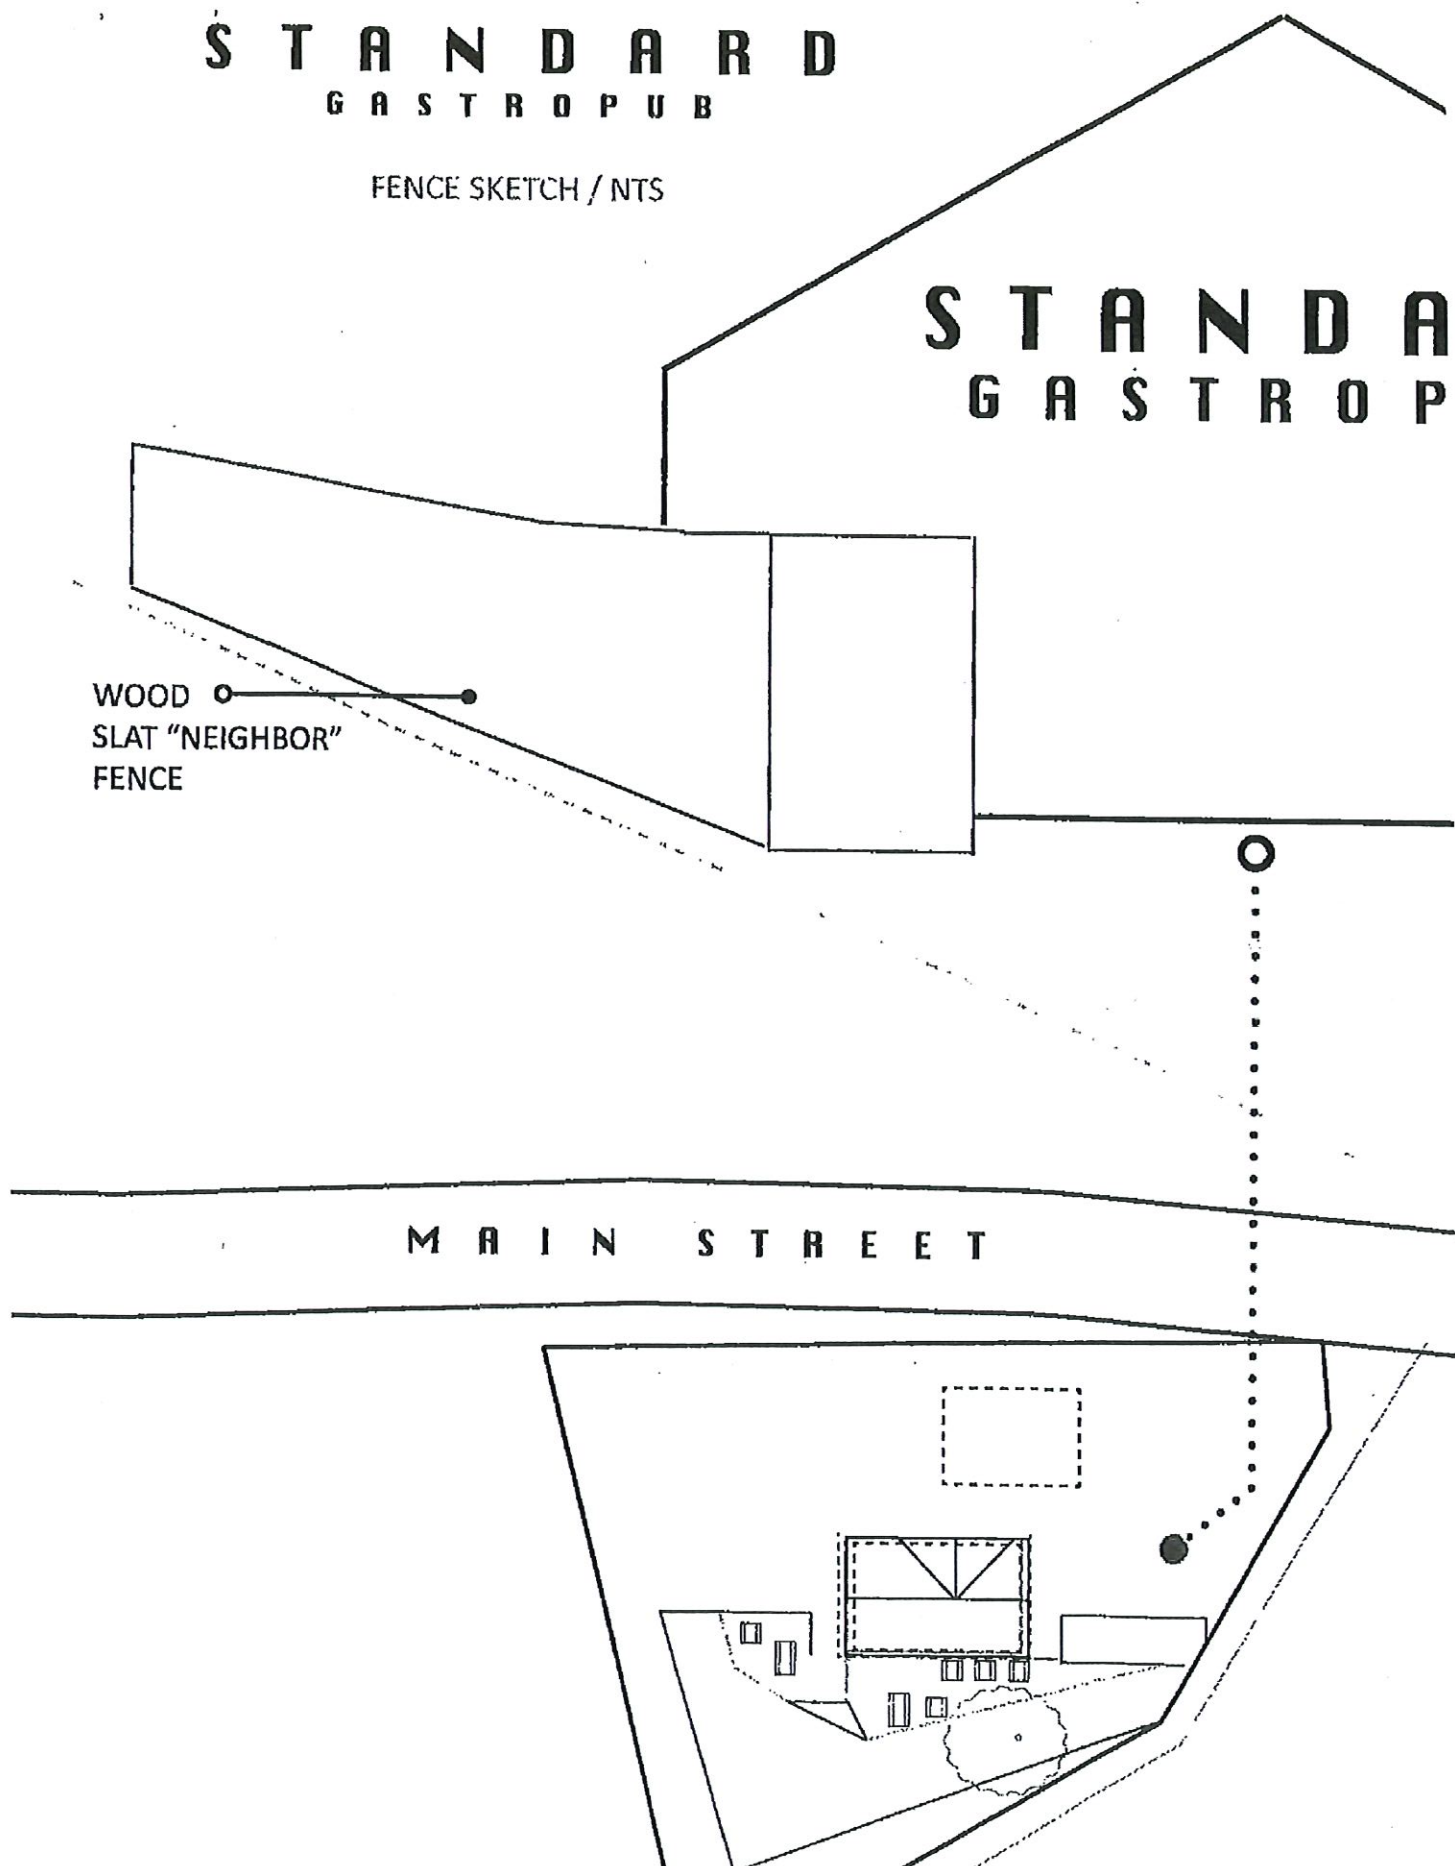 STANDARD
GASTROPUB
FENCE SKETCH / NTS
STANDA
GASTROP
WOOD
SLAT “NEIGHBOR”
FENCE
MAIN STREET